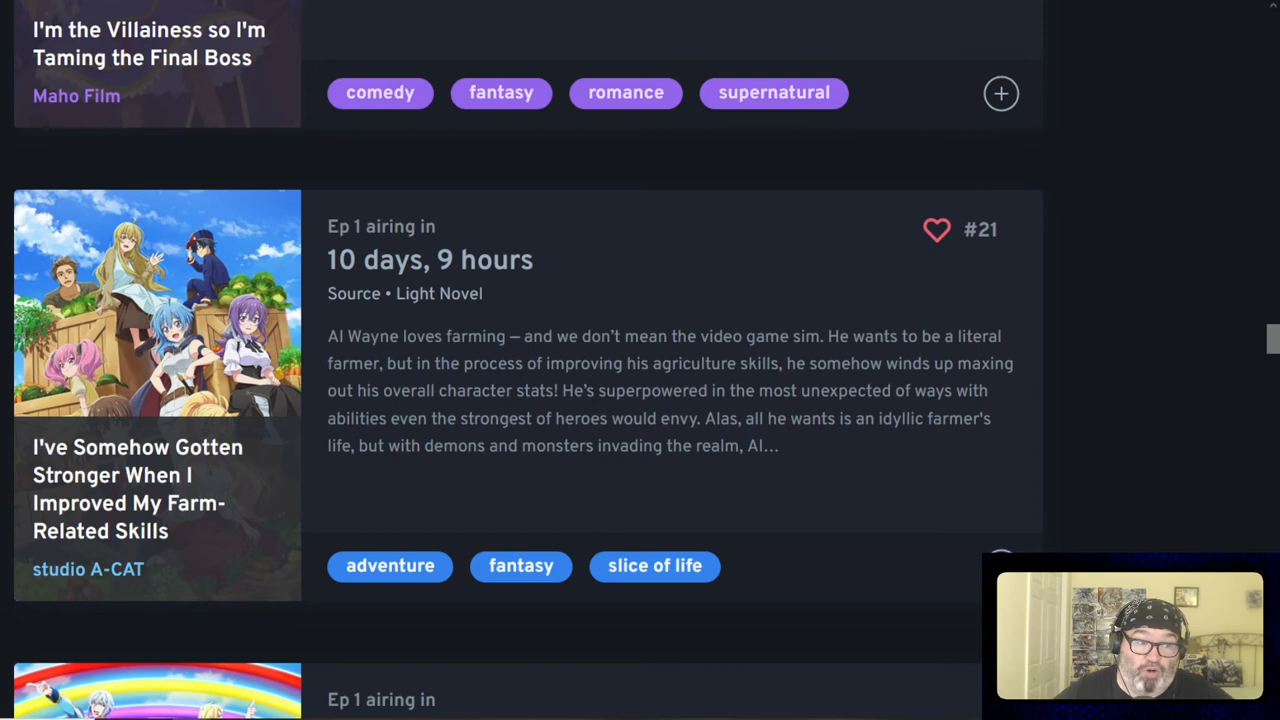 I'm the Villainess so I'm
Taming the Final Boss
Maho Film
comedy
fantasy
romance
supernatural
Ep 1 airing in
#21
10 days, 9 hours
Source • Light Novel
Al Wayne loves farming – and we don't mean the video game sim. He wants to be a literal
farmer, but in the process of improving his agriculture skills, he somehow winds up maxing
out his overall character stats! He's superpowered in the most unexpected of ways with
abilities even the strongest of heroes would envy. Alas, all he wants is an idyllic farmer's
life, but with demons and monsters invading the realm, Al...
I've Somehow Gotten
Stronger When I
Improved My Farm-
Related Skills
studio A-CAT
adventure
fantasy
slice of life
Ep 1 airing in